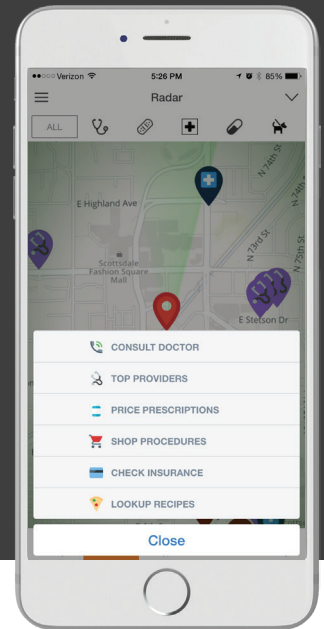 Verizon 5:26 PM 85%
Radar
ALL
N 74th St
E Highland Ave
N 74th
N 73rd St
N 75th St
Scottsdale
Fashion Square
Mall
E Stetson Dr
CONSULT DOCTOR
TOP PROVIDERS
PRICE PRESCRIPTIONS
SHOP PROCEDURES
CHECK INSURANCE
LOOKUP RECIPES
Close